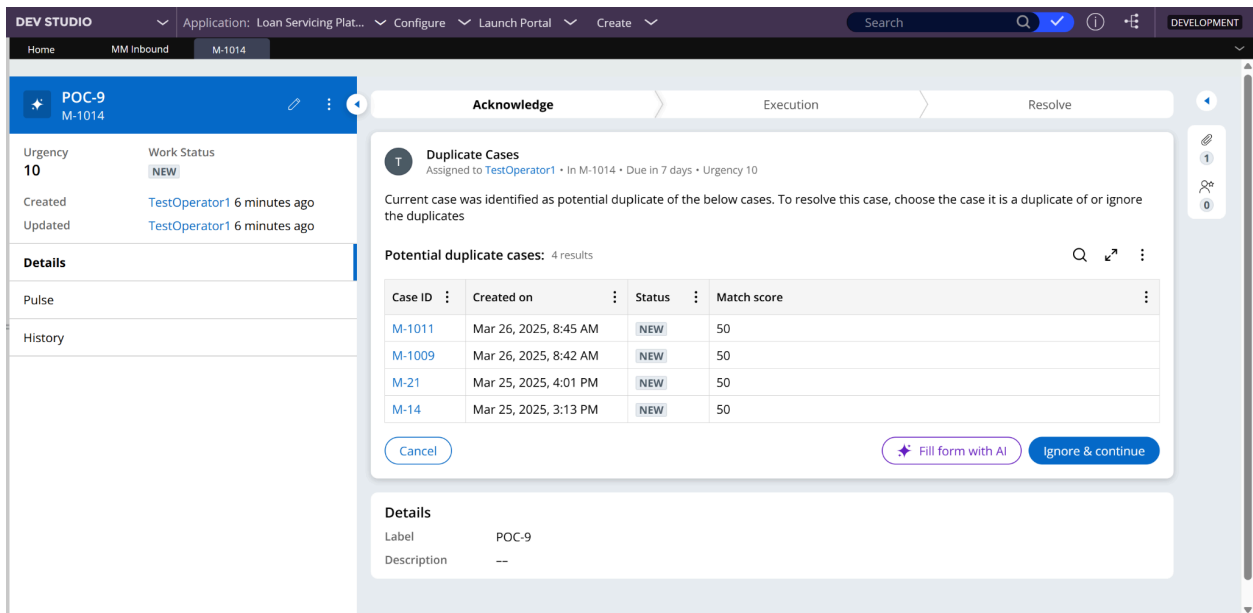 DEV STUDIO Application: Loan Servicing Plat... Configure Launch Portal Create Search DEVELOPMENT
Home MM Inbound M-1014
POC-9
M-1014
Urgency Work Status
10 NEW
Created TestOperator1 6 minutes ago
Updated TestOperator1 6 minutes ago
Details
Pulse
History
Acknowledge Execution Resolve
T
Duplicate Cases
Assigned to TestOperator1 • In M-1014 • Due in 7 days • Urgency 10
Current case was identified as potential duplicate of the below cases. To resolve this case, choose the case it is a duplicate of or ignore
the duplicates
Potential duplicate cases: 4 results
Case ID Created on Status Match score
M-1011 Mar 26, 2025, 8:45 AM NEW 50
M-1009 Mar 26, 2025, 8:42 AM NEW 50
M-21 Mar 25, 2025, 4:01 PM NEW 50
M-14 Mar 25, 2025, 3:13 PM NEW 50
Cancel Fill form with AI Ignore & continue
Details
Label POC-9
Description --
1
0